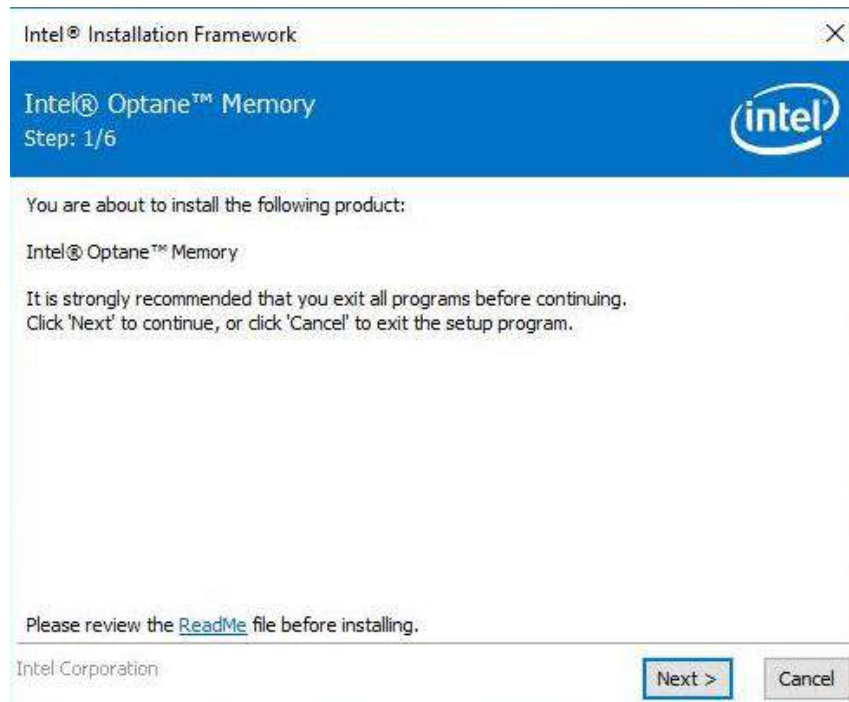 Intel® Installation Framework
Intel® Optane™ Memory
Step: 1/6
intel
You are about to install the following product:
Intel® Optane™ Memory
It is strongly recommended that you exit all programs before continuing.
Click 'Next' to continue, or click 'Cancel' to exit the setup program.
Please review the ReadMe file before installing.
Intel Corporation
Next >
Cancel